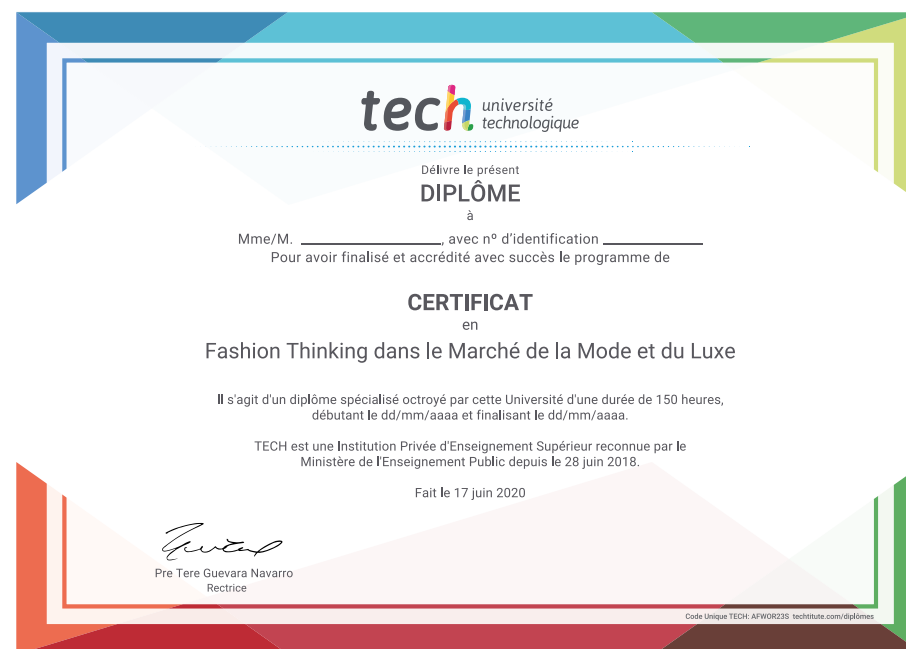 tech université
technologique
Délivre le présent
DIPLÔME
à
Mme/M. ____________________, avec nº d'identification ______________
Pour avoir finalisé et accrédité avec succès le programme de
CERTIFICAT
en
Fashion Thinking dans le Marché de la Mode et du Luxe
Il s'agit d'un diplôme spécialisé octroyé par cette Université d'une durée de 150 heures,
débutant le dd/mm/aaaa et finalisant le dd/mm/aaaa.
TECH est une Institution Privée d'Enseignement Supérieur reconnue par le
Ministère de l'Enseignement Public depuis le 28 juin 2018.
Fait le 17 juin 2020
Pre Tere Guevara Navarro
Rectrice
Code Unique TECH: AFWOR23S techtitute.com/diplômes